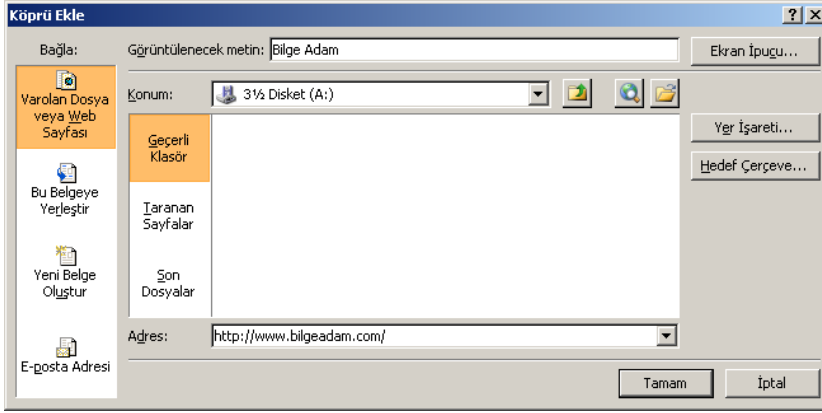 Köprü Ekle
Bağla:
Görüntülenecek metin: Bilge Adam
Ekran İpucu...
Varolan Dosya
veya Web
Sayfası
Konum:
3½ Disket (A:)
Geçerli
Klasör
Yer İşareti...
Hedef Çerçeve...
Bu Belgeye
Yerleştir
Taranan
Sayfalar
Yeni Belge
Oluştur
Son
Dosyalar
Adres:
http://www.bilgeadam.com/
E-posta Adresi
Tamam
İptal